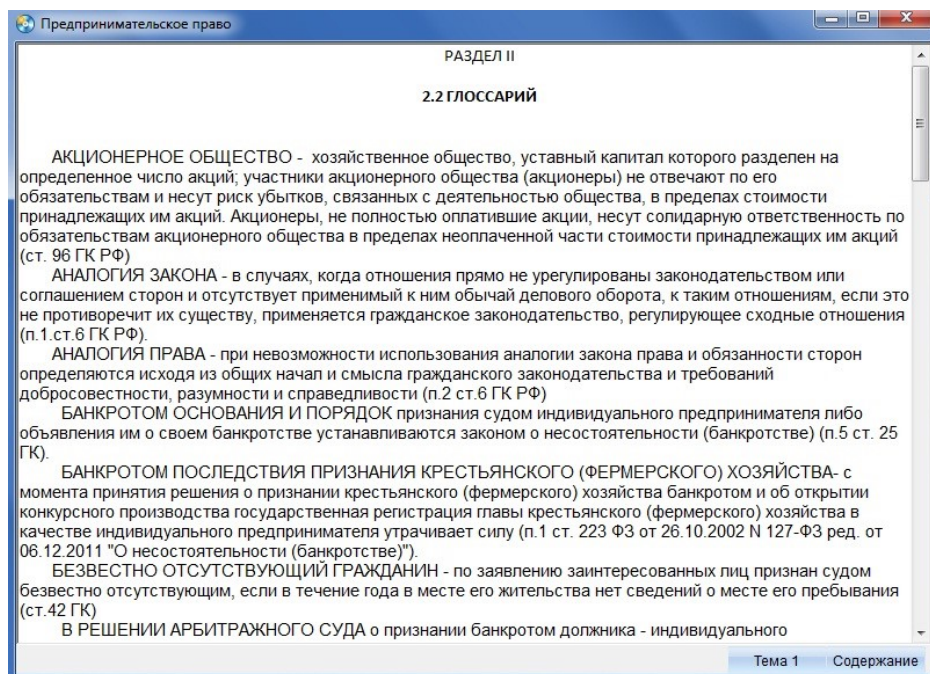 Предпринимательское право
РАЗДЕЛ II
2.2 ГЛОССАРИЙ
АКЦИОНЕРНОЕ ОБЩЕСТВО - хозяйственное общество, уставный капитал которого разделен на
определенное число акций; участники акционерного общества (акционеры) не отвечают по его
обязательствам и несут риск убытков, связанных с деятельностью общества, в пределах стоимости
принадлежащих им акций. Акционеры, не полностью оплатившие акции, несут солидарную ответственность по
обязательствам акционерного общества в пределах неоплаченной части стоимости принадлежащих им акций
(ст. 96 ГК РФ)
АНАЛОГИЯ ЗАКОНА - в случаях, когда отношения прямо не урегулированы законодательством или
соглашением сторон и отсутствует применимый к ним обычай делового оборота, к таким отношениям, если это
не противоречит их существу, применяется гражданское законодательство, регулирующее сходные отношения
(п.1.ст.6 ГК РФ).
АНАЛОГИЯ ПРАВА - при невозможности использования аналогии закона права и обязанности сторон
определяются исходя из общих начал и смысла гражданского законодательства и требований
добросовестности, разумности и справедливости (п.2 ст.6 ГК РФ)
БАНКРОТОМ ОСНОВАНИЯ И ПОРЯДОК признания судом индивидуального предпринимателя либо
объявления им о своем банкротстве устанавливаются законом о несостоятельности (банкротстве) (п.5 ст. 25
ГК).
БАНКРОТОМ ПОСЛЕДСТВИЯ ПРИЗНАНИЯ КРЕСТЬЯНСКОГО (ФЕРМЕРСКОГО) ХОЗЯЙСТВА- с
момента принятия решения о признании крестьянского (фермерского) хозяйства банкротом и об открытии
конкурсного производства государственная регистрация главы крестьянского (фермерского) хозяйства в
качестве индивидуального предпринимателя утрачивает силу (п.1 ст. 223 ФЗ от 26.10.2002 N 127-ФЗ ред. от
06.12.2011 "О несостоятельности (банкротстве)").
БЕЗВЕСТНО ОТСУТСТВУЮЩИЙ ГРАЖДАНИН - по заявлению заинтересованных лиц признан судом
безвестно отсутствующим, если в течение года в месте его жительства нет сведений о месте его пребывания
(ст.42 ГК)
В РЕШЕНИИ АРБИТРАЖНОГО СУДА о признании банкротом должника - индивидуального
Тема 1 Содержание